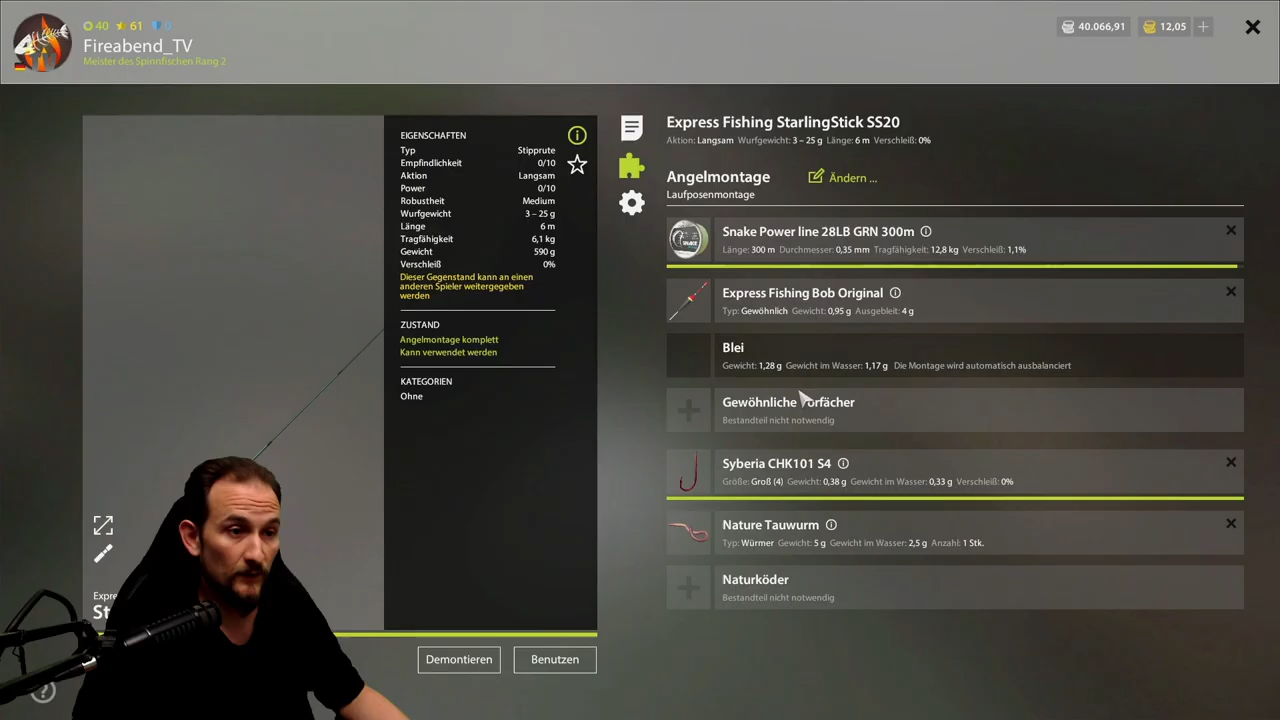 40 61 0
Fireabend_TV
Meister des Spinnfischen Rang 2
40.066,91 12,05
EIGENSCHAFTEN
Typ Stipprute
Empfindlichkeit 0/10
Aktion Langsam
Power 0/10
Robustheit Medium
Wurfgewicht 3 – 25 g
Länge 6 m
Tragfähigkeit 6,1 kg
Gewicht 590 g
Verschleiß 0%
Dieser Gegenstand kann an einen
anderen Spieler weitergegeben
werden
ZUSTAND
Angelmontage komplett
Kann verwendet werden
KATEGORIEN
Ohne
Expre
St
Demontieren Benutzen
Express Fishing StarlingStick SS20
Aktion: Langsam Wurfgewicht: 3 – 25 g Länge: 6 m Verschleiß: 0%
Angelmontage Ändern ...
Laufposenmontage
Snake Power line 28LB GRN 300m
Länge: 300 m Durchmesser: 0,35 mm Tragfähigkeit: 12,8 kg Verschleiß: 1,1%
Express Fishing Bob Original
Typ: Gewöhnlich Gewicht: 0,95 g Ausgebleit: 4 g
Blei
Gewicht: 1,28 g Gewicht im Wasser: 1,17 g Die Montage wird automatisch ausbalanciert
Gewöhnliche orfächer
Bestandteil nicht notwendig
Syberia CHK101 S4
Größe: Groß (4) Gewicht: 0,38 g Gewicht im Wasser: 0,33 g Verschleiß: 0%
Nature Tauwurm
Typ: Würmer Gewicht: 5 g Gewicht im Wasser: 2,5 g Anzahl: 1 Stk.
Naturköder
Bestandteil nicht notwendig